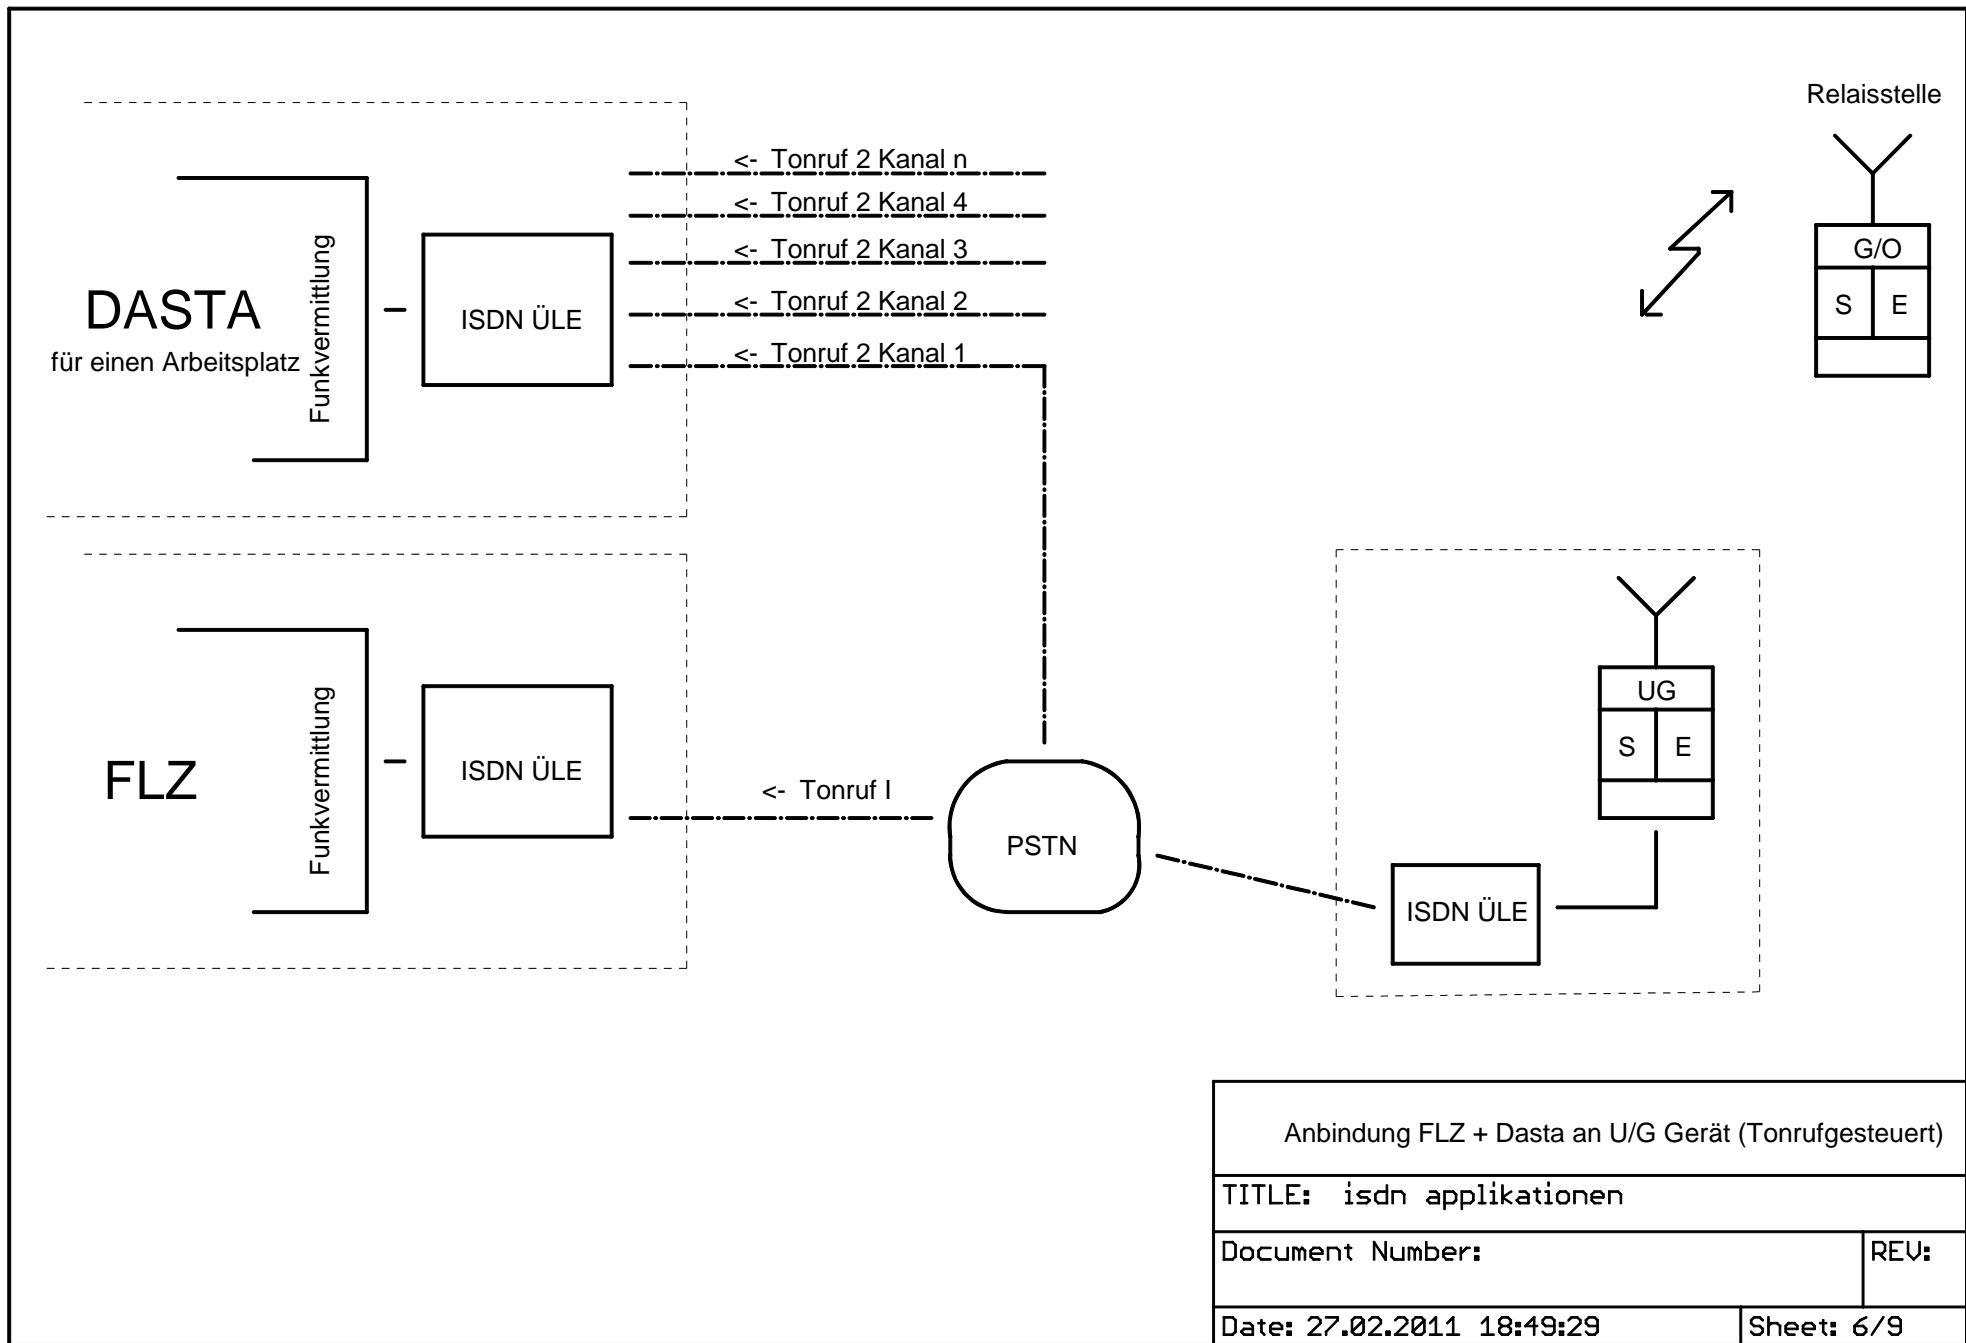 Relaisstelle
<- Tonruf 2 Kanal n
<- Tonruf 2 Kanal 4
<- Tonruf 2 Kanal 3
<- Tonruf 2 Kanal 2
<- Tonruf 2 Kanal 1
G/O
S E
DASTA
für einen Arbeitsplatz
Funkvermittlung
ISDN ÜLE
FLZ
Funkvermittlung
ISDN ÜLE
<- Tonruf I
PSTN
UG
S E
ISDN ÜLE
Anbindung FLZ + Dasta an U/G Gerät (Tonrufgesteuert)
TITLE: isdn applikationen
Document Number:
REV:
Date: 27.02.2011 18:49:29
Sheet: 6/9